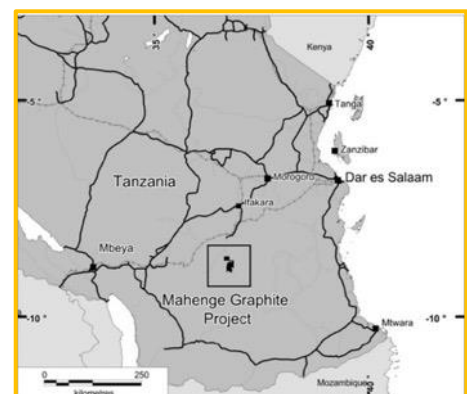 35
40
Kenya
-5
-5
Tanga
Zanzibar
Morogoro
Dar es Salaam
Tanzania
Ifakara
Mbeya
Mahenge Graphite
Project
-10
-10 °
Mtwara
0
250
kilometres
Mozambique
40